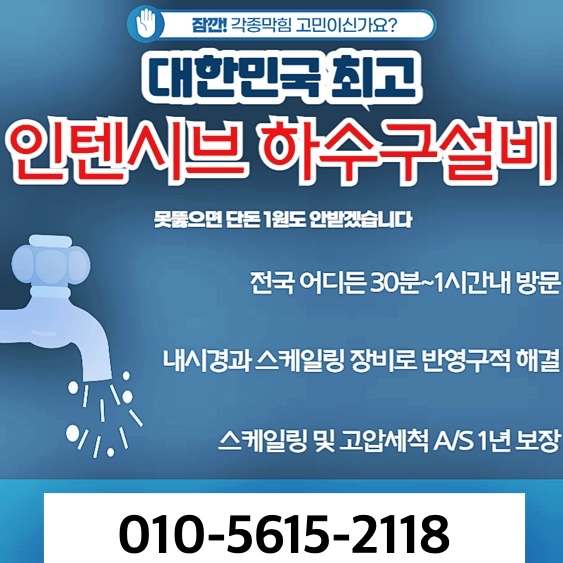 잠깐! 각종막힘 고민이신가요?
대한민국 최고
인텐시브 하수구설비
못뚫으면 단돈 1원도 안받겠습니다
전국 어디든 30분~1시간내 방문
내시경과 스케일링 장비로 반영구적 해결
스케일링 및 고압세척 A/S 1년 보장
010-5615-2118